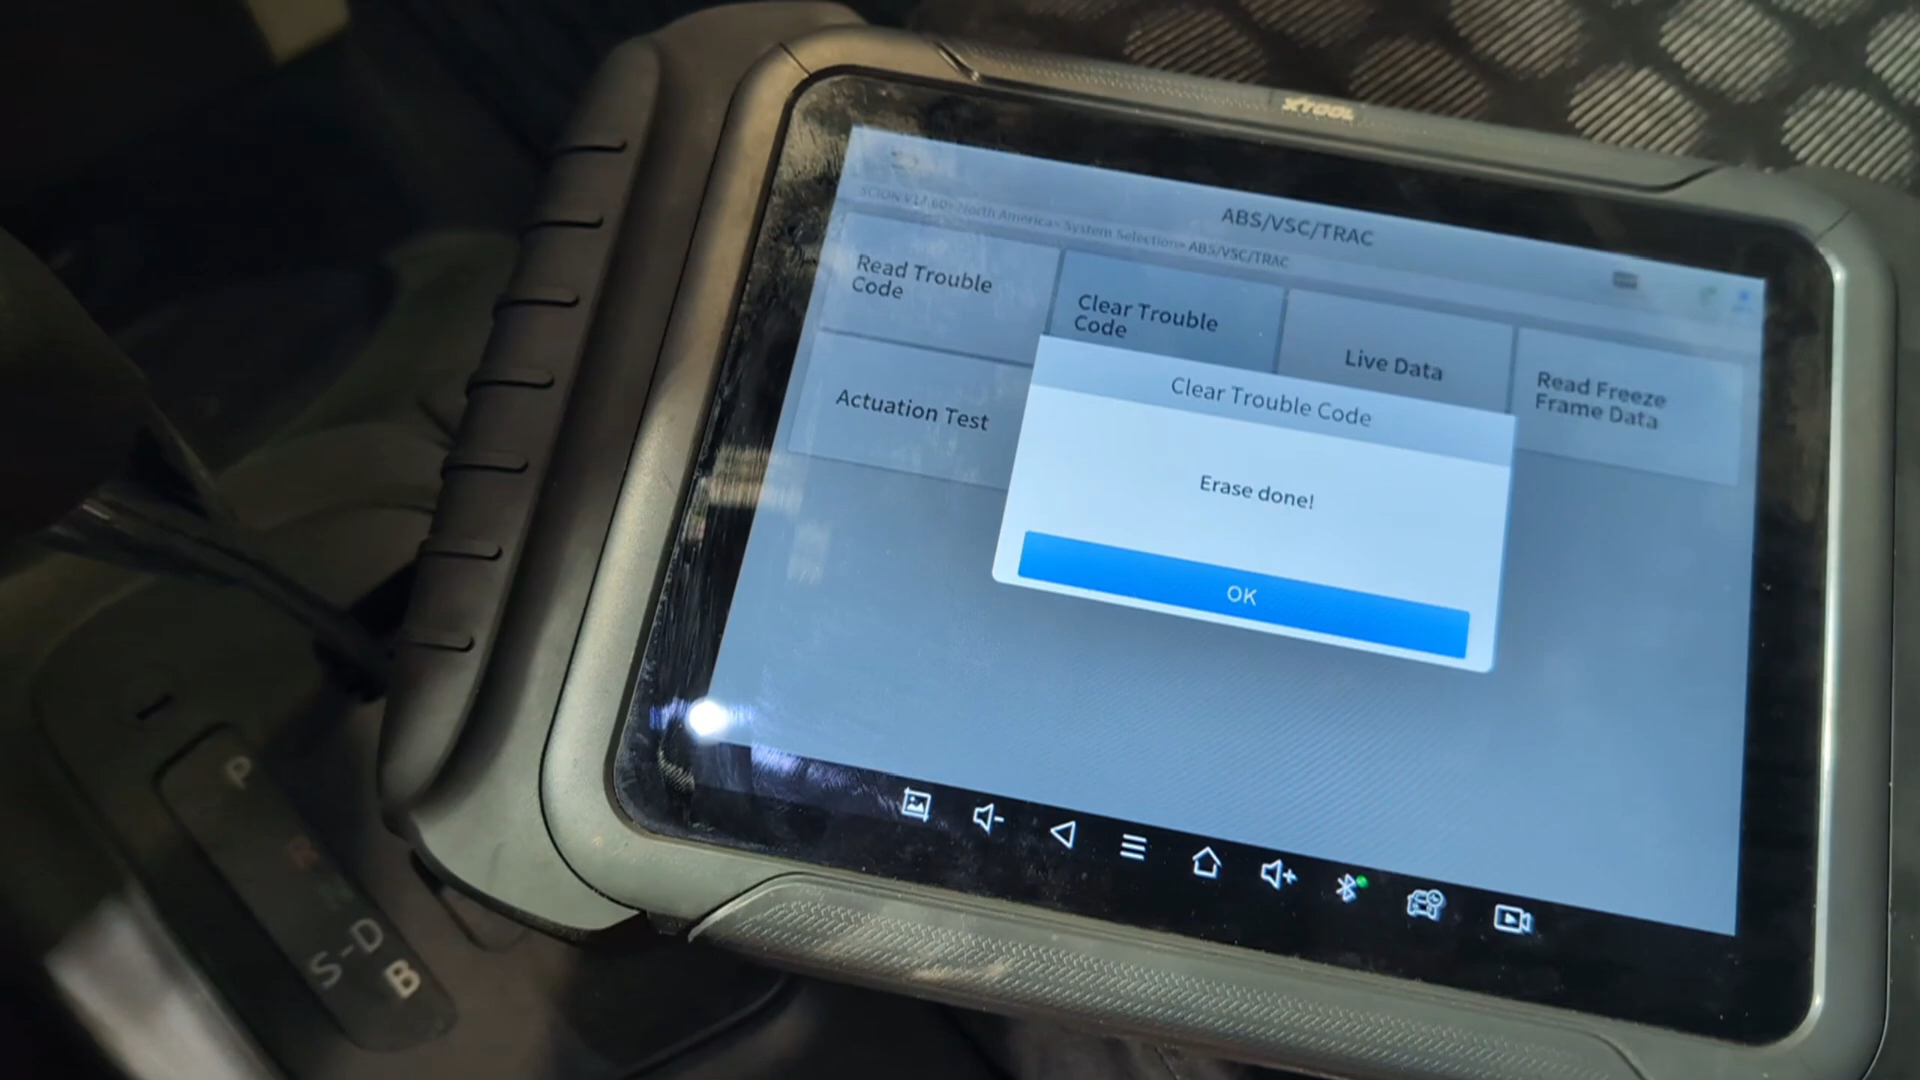 XTOOL
ABS/VSC/TRAC
SCION V17.60> North America> System Selection> ABS/VSC/TRAC
Read Trouble
Code
Clear Trouble
Code
Live Data
Read Freeze
Frame Data
Actuation Test
Clear Trouble Code
Erase done!
OK
P
R
N
S-D
B